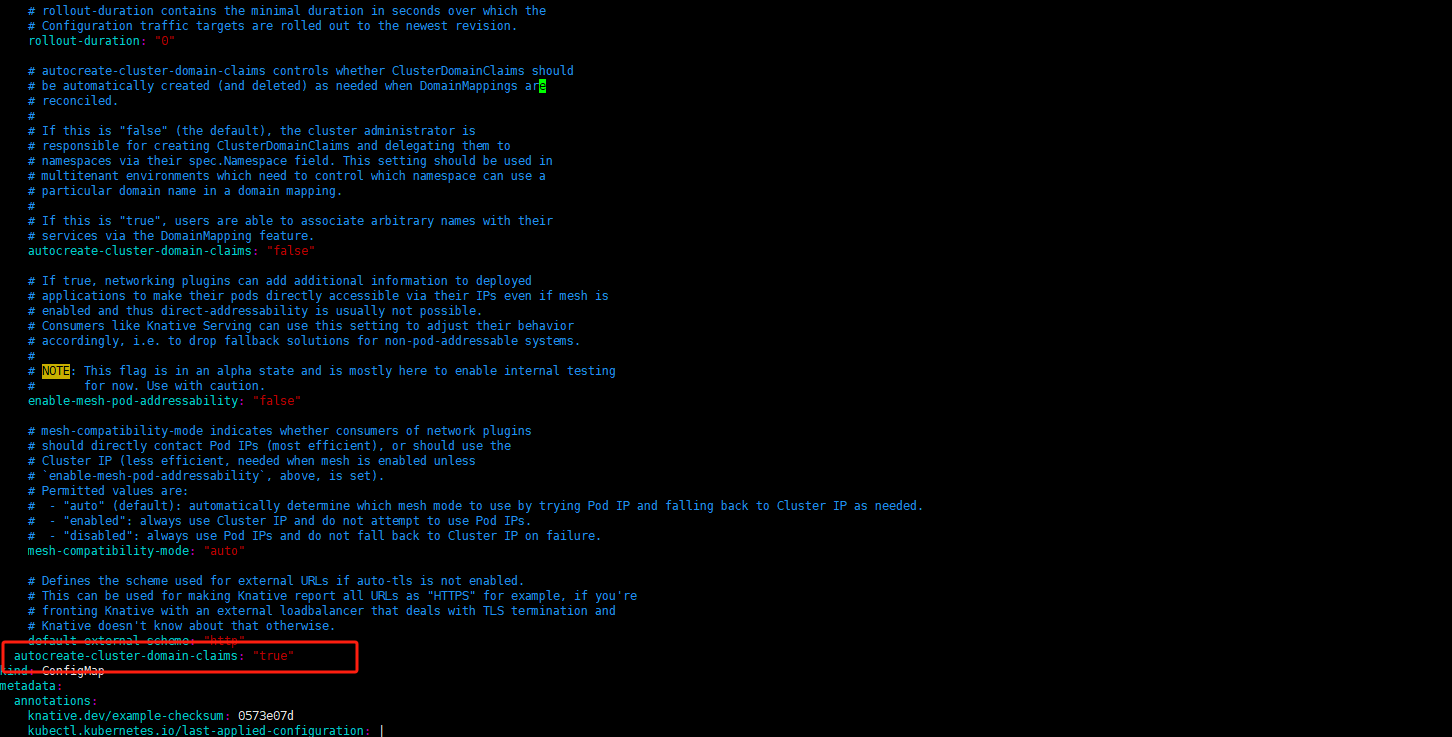 # rollout-duration contains the minimal duration in seconds over which the
# Configuration traffic targets are rolled out to the newest revision.
rollout-duration: "0"
# autocreate-cluster-domain-claims controls whether ClusterDomainClaims should
# be automatically created (and deleted) as needed when DomainMappings are
# reconciled.
#
# If this is "false" (the default), the cluster administrator is
# responsible for creating ClusterDomainClaims and delegating them to
# namespaces via their spec.Namespace field. This setting should be used in
# multitenant environments which need to control which namespace can use a
# particular domain name in a domain mapping.
#
# If this is "true", users are able to associate arbitrary names with their
# services via the DomainMapping feature.
autocreate-cluster-domain-claims: "false"
# If true, networking plugins can add additional information to deployed
# applications to make their pods directly accessible via their IPs even if mesh is
# enabled and thus direct-addressability is usually not possible.
# Consumers like Knative Serving can use this setting to adjust their behavior
# accordingly, i.e. to drop fallback solutions for non-pod-addressable systems.
#
# NOTE: This flag is in an alpha state and is mostly here to enable internal testing
#       for now. Use with caution.
enable-mesh-pod-addressability: "false"
# mesh-compatibility-mode indicates whether consumers of network plugins
# should directly contact Pod IPs (most efficient), or should use the
# Cluster IP (less efficient, needed when mesh is enabled unless
# `enable-mesh-pod-addressability`, above, is set).
# Permitted values are:
#  - "auto" (default): automatically determine which mesh mode to use by trying Pod IP and falling back to Cluster IP as needed.
#  - "enabled": always use Cluster IP and do not attempt to use Pod IPs.
#  - "disabled": always use Pod IPs and do not fall back to Cluster IP on failure.
mesh-compatibility-mode: "auto"
# Defines the scheme used for external URLs if auto-tls is not enabled.
# This can be used for making Knative report all URLs as "HTTPS" for example, if you're
# fronting Knative with an external loadbalancer that deals with TLS termination and
# Knative doesn't know about that otherwise.
default-external-scheme: "http"
autocreate-cluster-domain-claims: "true"
kind: ConfigMap
metadata:
annotations:
knative.dev/example-checksum: 0573e07d
kubectl.kubernetes.io/last-applied-configuration: |